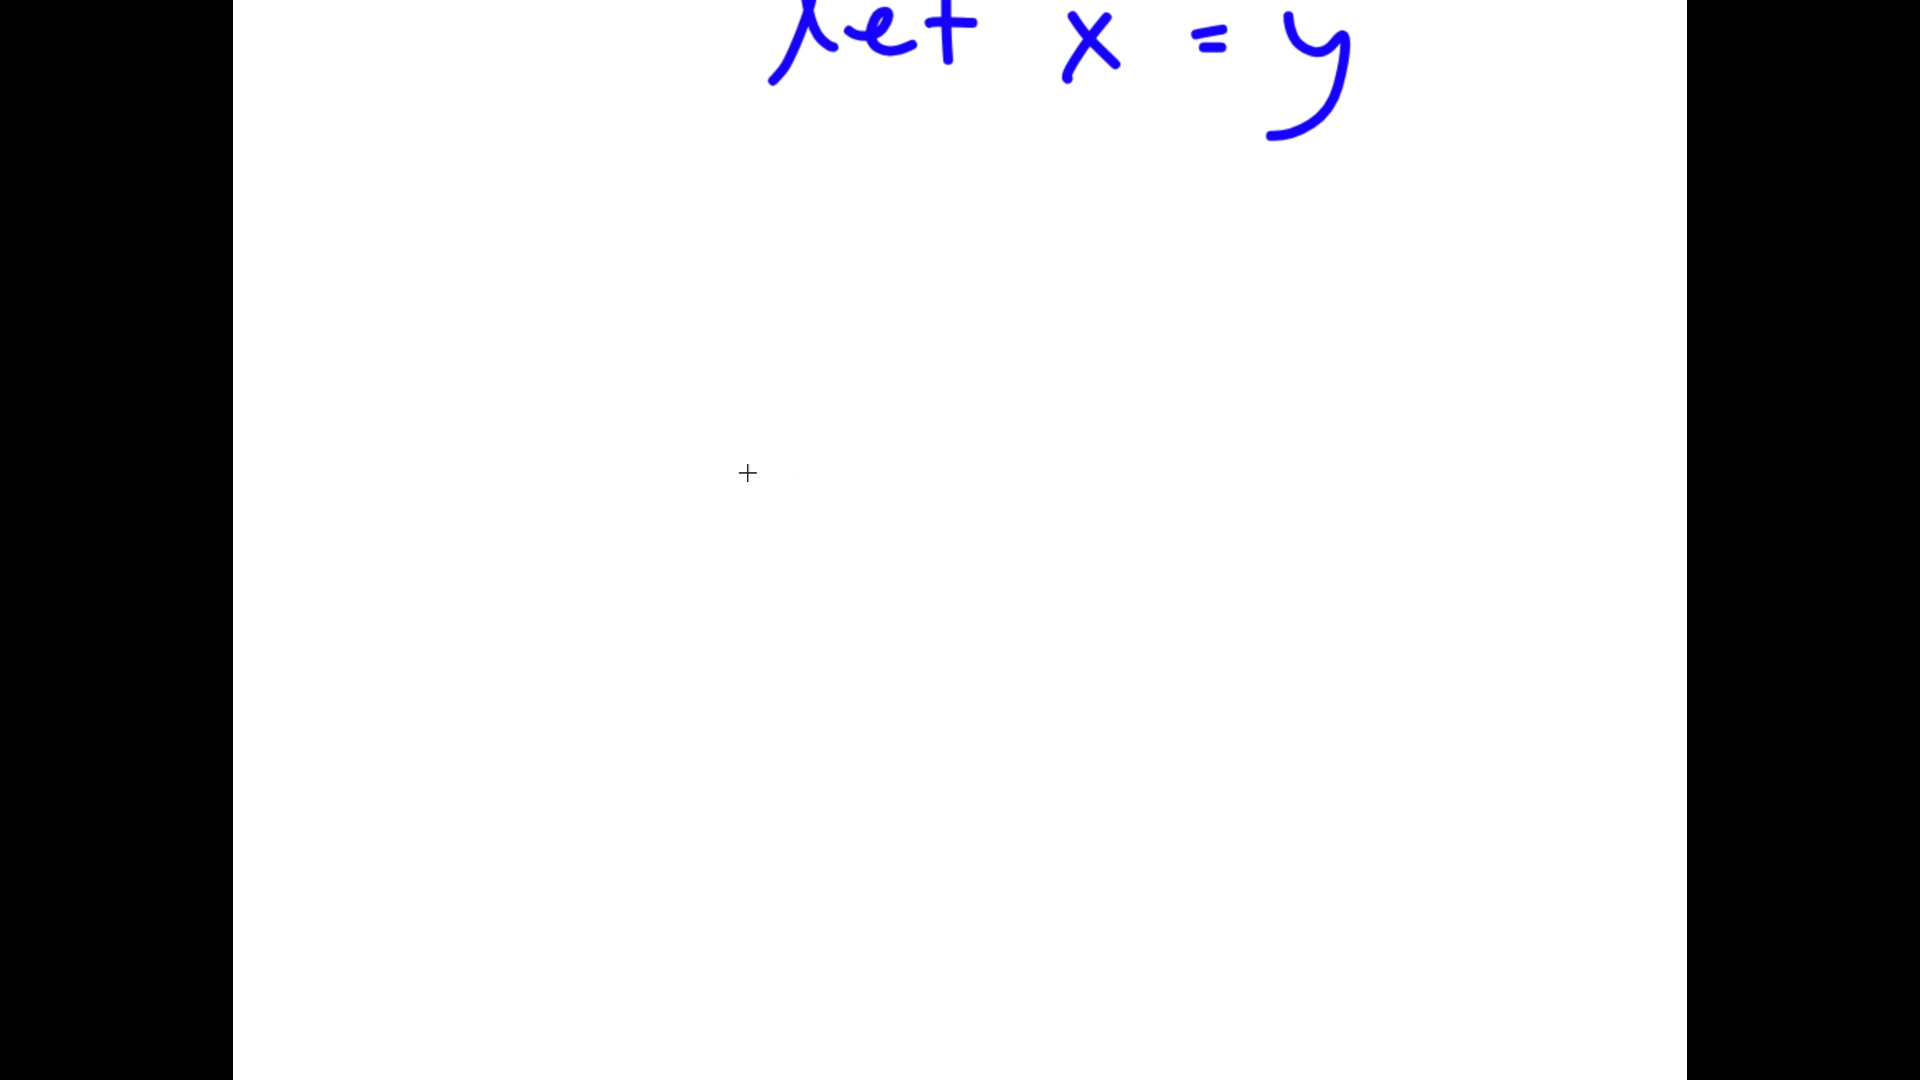 let x = y